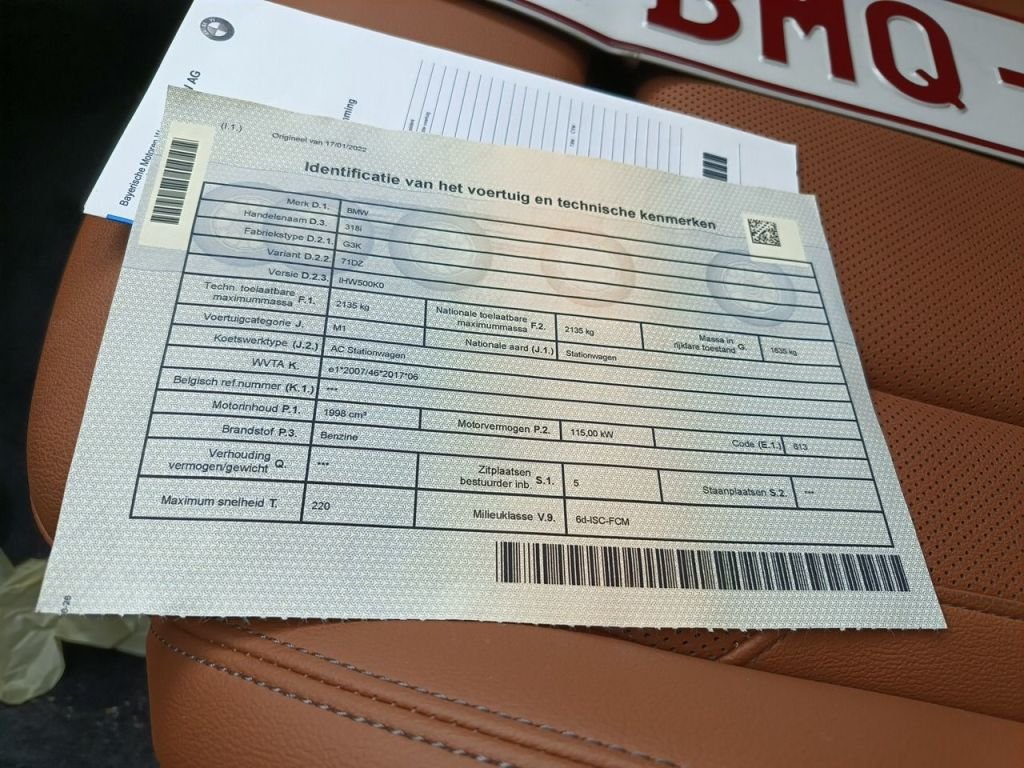 BMQ-
Bayerische Motoren W
AG
mming
(I.1.)
Origineel van 17/01/2022
Identificatie van het voertuig en technische kenmerken
Merk D.1. BMW
Handelsnaam D.3. 318i
Fabriekstype D.2.1. G3K
Variant D.2.2. 71DZ
Versie D.2.3. IHW500K0
Techn. toelaatbare maximummassa F.1. 2135 kg Nationale toelaatbare maximummassa F.2. 2135 kg Massa in rijklare toestand G. 1635 kg
Voertuigcategorie J. M1 Nationale aard (J.1.) Stationwagen
Koetswerktype (J.2.) AC Stationwagen
WVTA K. e1*2007/46*2017*06
Belgisch ref.nummer (K.1.) ---
Motorinhoud P.1. 1998 cm³ Motorvermogen P.2. 115,00 kW Code (E.1.) 613
Brandstof P.3. Benzine
Verhouding vermogen/gewicht Q. --- Zitplaatsen bestuurder inb. S.1. 5 Staanplaatsen S.2. ---
Maximum snelheid T. 220 Milieuklasse V.9. 6d-ISC-FCM